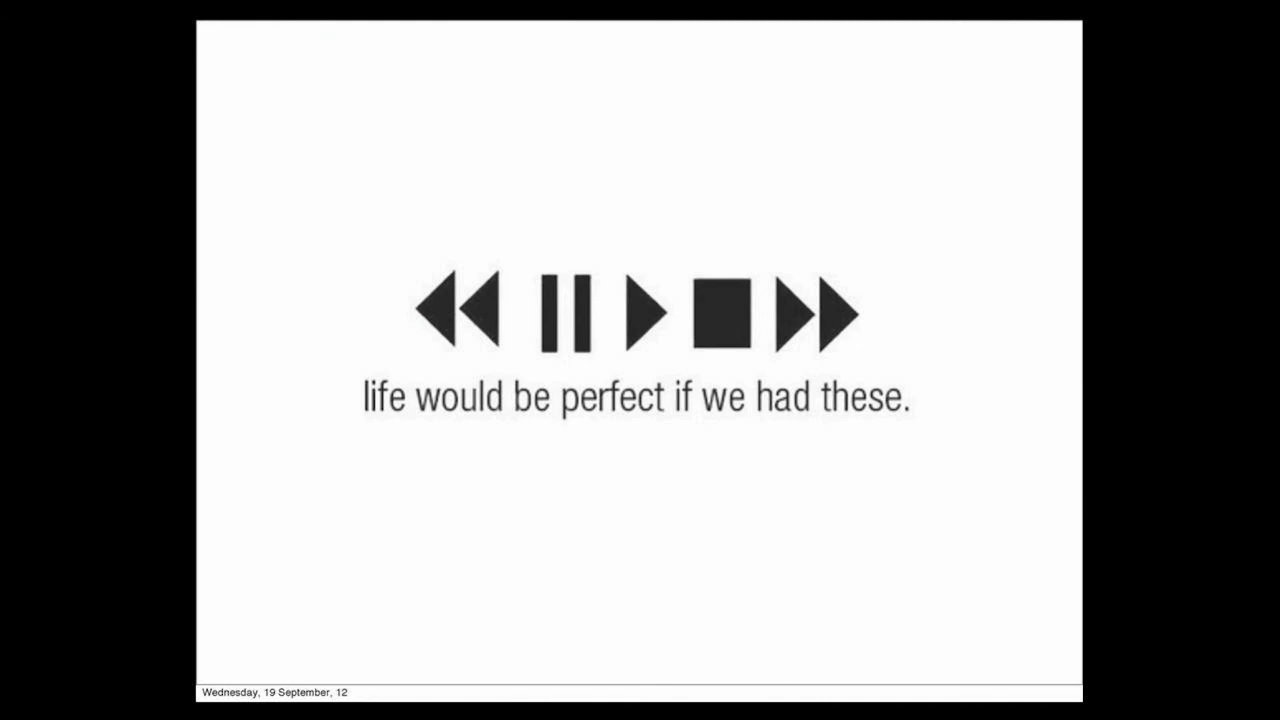 life would be perfect if we had these.
Wednesday, 19 September, 12